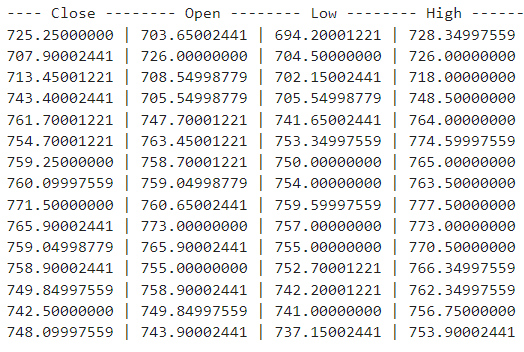 ---- Close -------- Open -------- Low -------- High ------
725.25000000 | 703.65002441 | 694.20001221 | 728.34997559
707.90002441 | 726.00000000 | 704.50000000 | 726.00000000
713.45001221 | 708.54998779 | 702.15002441 | 718.00000000
743.40002441 | 705.54998779 | 705.54998779 | 748.50000000
761.70001221 | 747.70001221 | 741.65002441 | 764.00000000
754.70001221 | 763.45001221 | 753.34997559 | 774.59997559
759.25000000 | 758.70001221 | 750.00000000 | 765.00000000
760.09997559 | 759.04998779 | 754.00000000 | 763.50000000
771.50000000 | 760.65002441 | 759.59997559 | 777.50000000
765.90002441 | 773.00000000 | 757.00000000 | 773.00000000
759.04998779 | 765.90002441 | 755.00000000 | 770.50000000
758.90002441 | 755.00000000 | 752.70001221 | 766.34997559
749.84997559 | 758.90002441 | 742.20001221 | 762.34997559
742.50000000 | 749.84997559 | 741.00000000 | 756.75000000
748.09997559 | 743.90002441 | 737.15002441 | 753.90002441